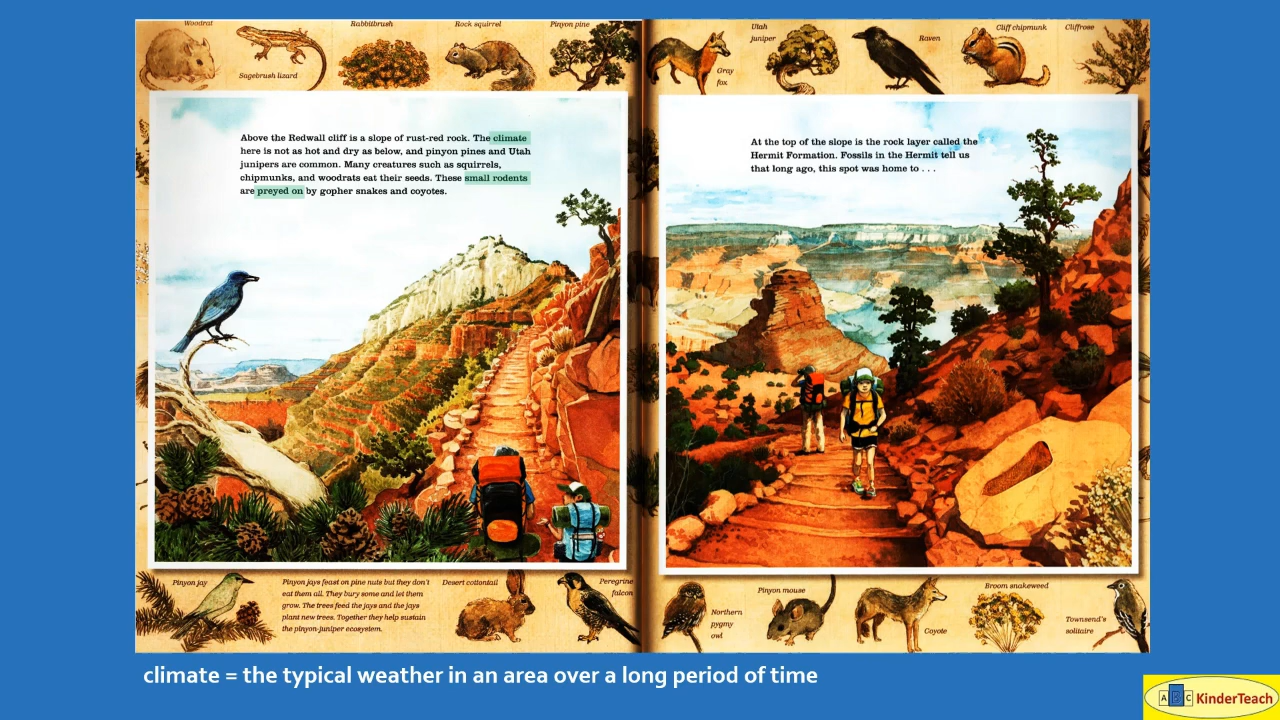 Woodrat
Sagebrush lizard
Rabbitbrush
Rock squirrel
Pinyon pine
Above the Redwall cliff is a slope of rust-red rock. The climate
here is not as hot and dry as below, and pinyon pines and Utah
junipers are common. Many creatures such as squirrels,
chipmunks, and woodrats eat their seeds. These small rodents
are preyed on by gopher snakes and coyotes.
Pinyon jay
Pinyon jays feast on pine nuts but they don't
eat them all. They bury some and let them
grow. The trees feed the jays and the jays
plant new trees. Together they help sustain
the pinyon-juniper ecosystem.
Desert cottontail
Peregrine
falcon
Gray
fox
Utah
juniper
Raven
Cliff chipmunk
Cliffrose
At the top of the slope is the rock layer called the
Hermit Formation. Fossils in the Hermit tell us
that long ago, this spot was home to . . .
Northern
pygmy
owl
Pinyon mouse
Coyote
Broom snakeweed
Townsend's
solitaire
climate = the typical weather in an area over a long period of time
A B C KinderTeach